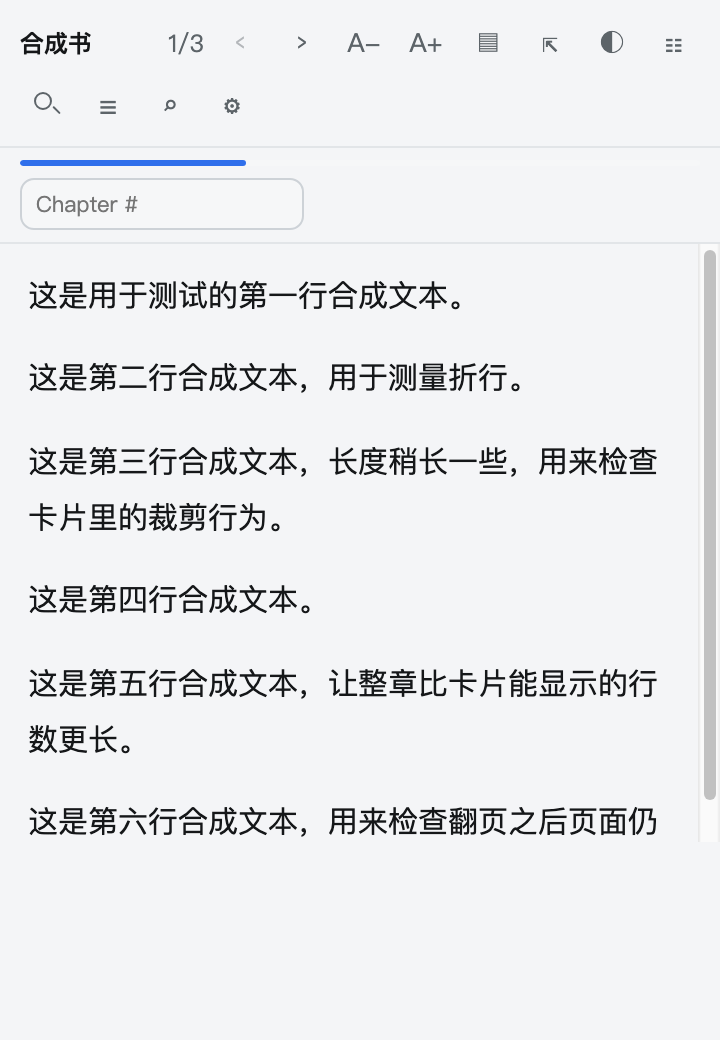 合成书 1/3 < > A− A+
Chapter #
这是用于测试的第一行合成文本。
这是第二行合成文本，用于测量折行。
这是第三行合成文本，长度稍长一些，用来检查
卡片里的裁剪行为。
这是第四行合成文本。
这是第五行合成文本，让整章比卡片能显示的行
数更长。
这是第六行合成文本，用来检查翻页之后页面仍